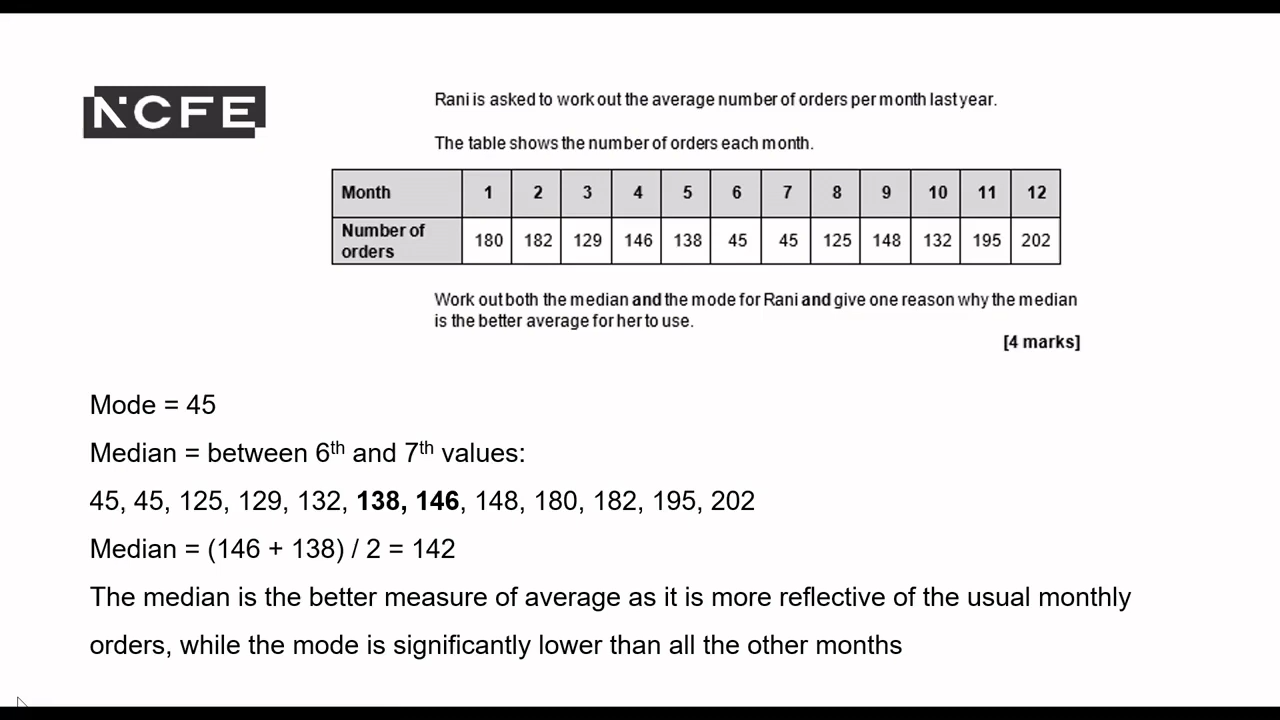 NCFE
Rani is asked to work out the average number of orders per month last year.
The table shows the number of orders each month.
Month 1 2 3 4 5 6 7 8 9 10 11 12
Number of
orders
180 182 129 146 138 45 45 125 148 132 195 202
Work out both the median and the mode for Rani and give one reason why the median
is the better average for her to use.
[4 marks]
Mode = 45
Median = between 6th and 7th values:
45, 45, 125, 129, 132, 138, 146, 148, 180, 182, 195, 202
Median = (146 + 138) / 2 = 142
The median is the better measure of average as it is more reflective of the usual monthly
orders, while the mode is significantly lower than all the other months